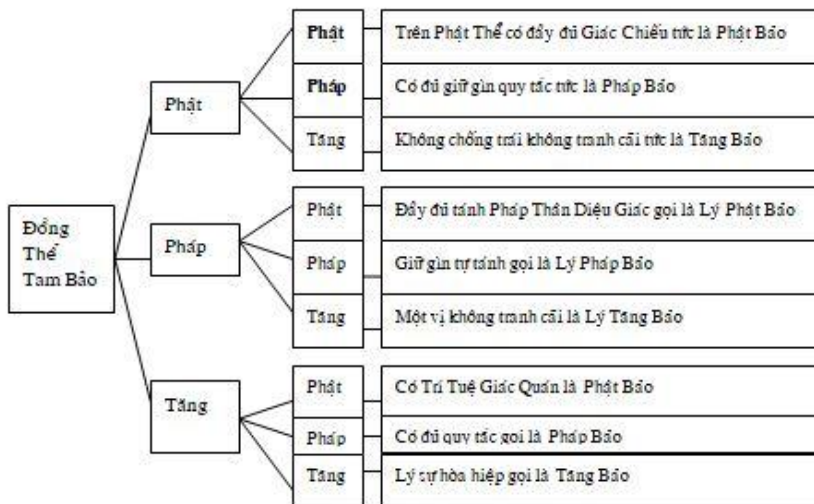 Phật
Trên Phật Thể có đầy đủ Giác Chiếu tức là Phật Bảo
Pháp
Có đủ giữ gìn quy tắc tức là Pháp Bảo
Tăng
Không chống trái không tranh cãi tức là Tăng Bảo
Phật
Phật
Đầy đủ tánh Pháp Thân Diệu Giác gọi là Lý Phật Bảo
Pháp
Giữ gìn tự tánh gọi là Lý Pháp Bảo
Tăng
Một vị không tranh cãi là Lý Tăng Bảo
Pháp
Đồng
Thể
Tam Bảo
Phật
Có Trí Tuệ Giác Quán là Phật Bảo
Pháp
Có đủ quy tắc gọi là Pháp Bảo
Tăng
Lý sự hòa hiệp gọi là Tăng Bảo
Tăng